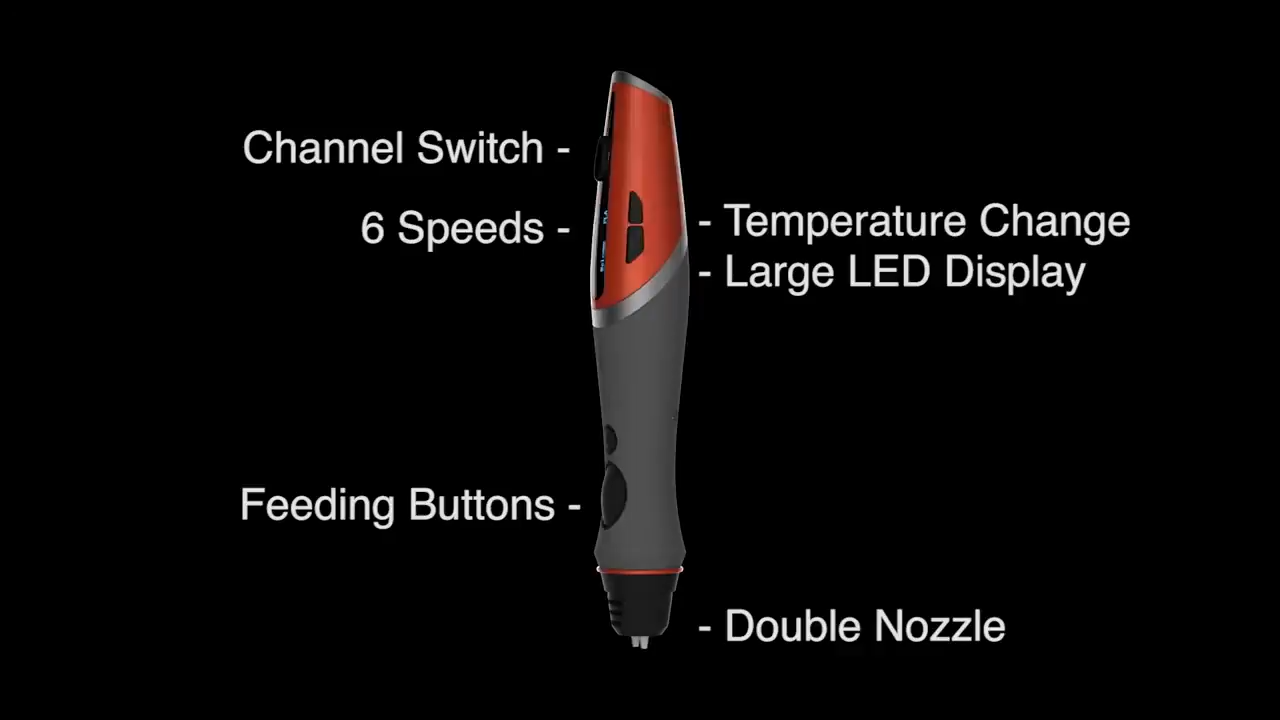 Channel Switch -
6 Speeds -
- Temperature Change
- Large LED Display
Feeding Buttons -
- Double Nozzle